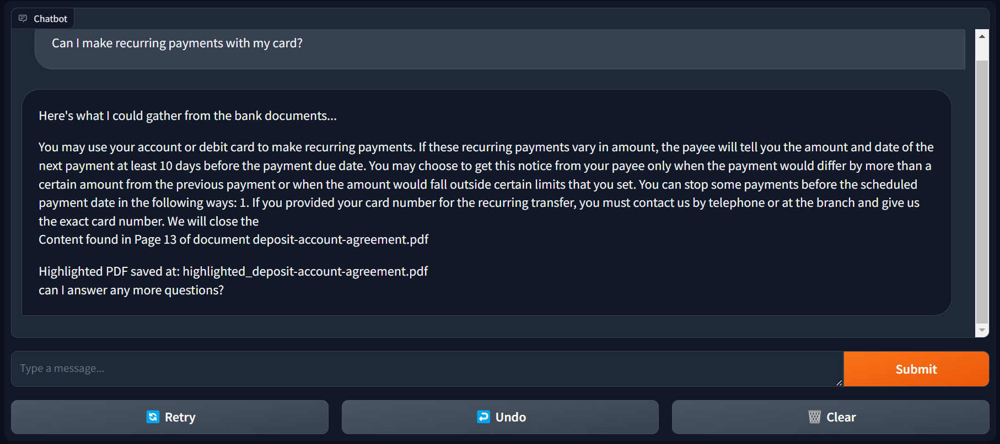 Chatbot
Can I make recurring payments with my card?
Here's what I could gather from the bank documents...
You may use your account or debit card to make recurring payments. If these recurring payments vary in amount, the payee will tell you the amount and date of the
next payment at least 10 days before the payment due date. You may choose to get this notice from your payee only when the payment would differ by more than a
certain amount from the previous payment or when the amount would fall outside certain limits that you set. You can stop some payments before the scheduled
payment date in the following ways: 1. If you provided your card number for the recurring transfer, you must contact us by telephone or at the branch and give us
the exact card number. We will close the
Content found in Page 13 of document deposit-account-agreement.pdf
Highlighted PDF saved at: highlighted_deposit-account-agreement.pdf
can I answer any more questions?
Type a message...
Submit
Retry
Undo
Clear